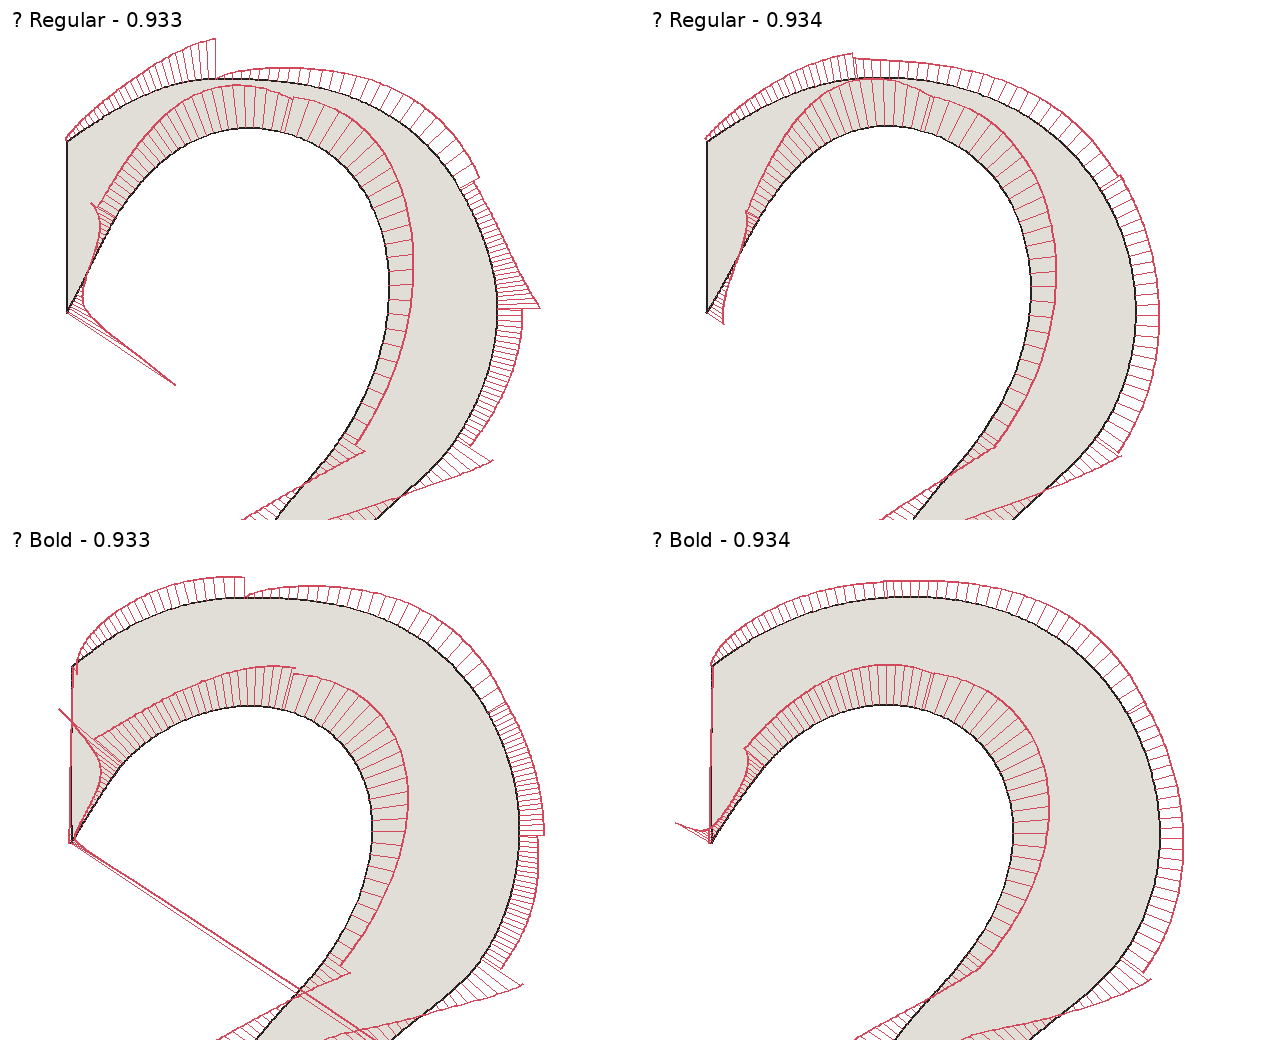 ? Regular - 0.933
? Regular - 0.934
? Bold - 0.933
? Bold - 0.934